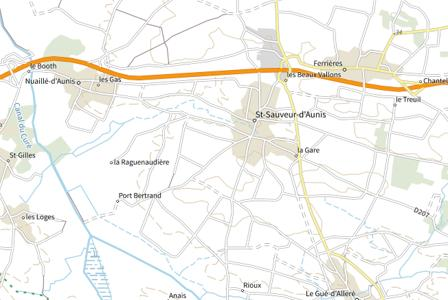 Ferrières
le Booth
les Beaux Vallons
Nuaillé-d'Aunis
les Gas
Chantel
le Treuil
St-Sauveur-d'Aunis
Canal du Curé
St-Gilles
la Gare
la Raguenaudière
Port Bertrand
les Loges
D207
Rioux
Anais
Le Gué-d'Alleré